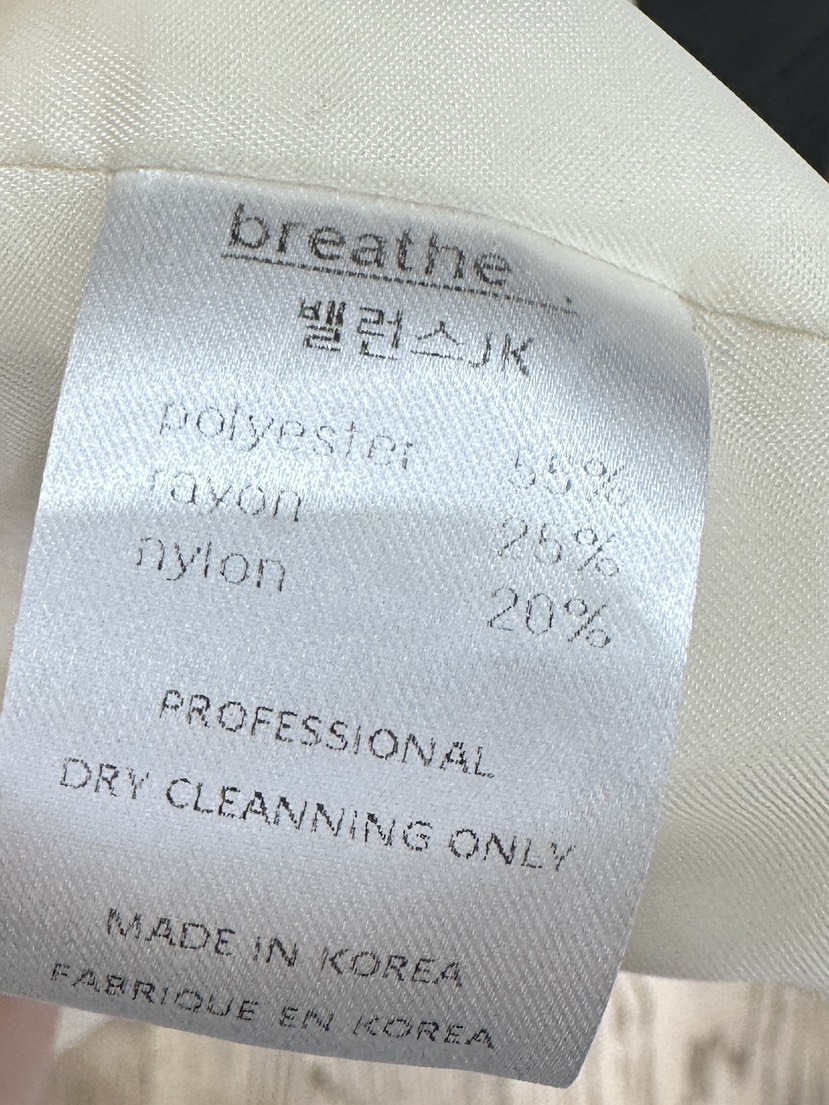 breathe.
밸런스JK
polyester 55%
rayon 25%
nylon 20%
PROFESSIONAL
DRY CLEANNING ONLY
MADE IN KOREA
FABRIQUE EN KOREA